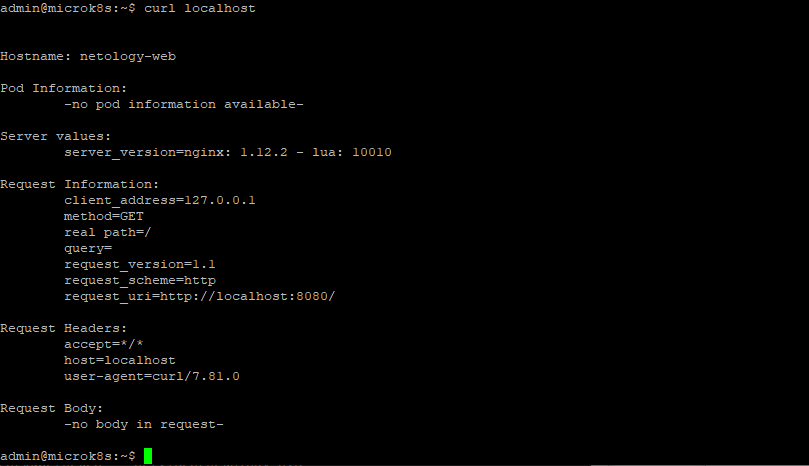 admin@microk8s:~$ curl localhost
Hostname: netology-web
Pod Information:
-no pod information available-
Server values:
server_version=nginx: 1.12.2 - lua: 10010
Request Information:
client_address=127.0.0.1
method=GET
real path=/
query=
request_version=1.1
request_scheme=http
request_uri=http://localhost:8080/
Request Headers:
accept=*/*
host=localhost
user-agent=curl/7.81.0
Request Body:
-no body in request-
admin@microk8s:~$